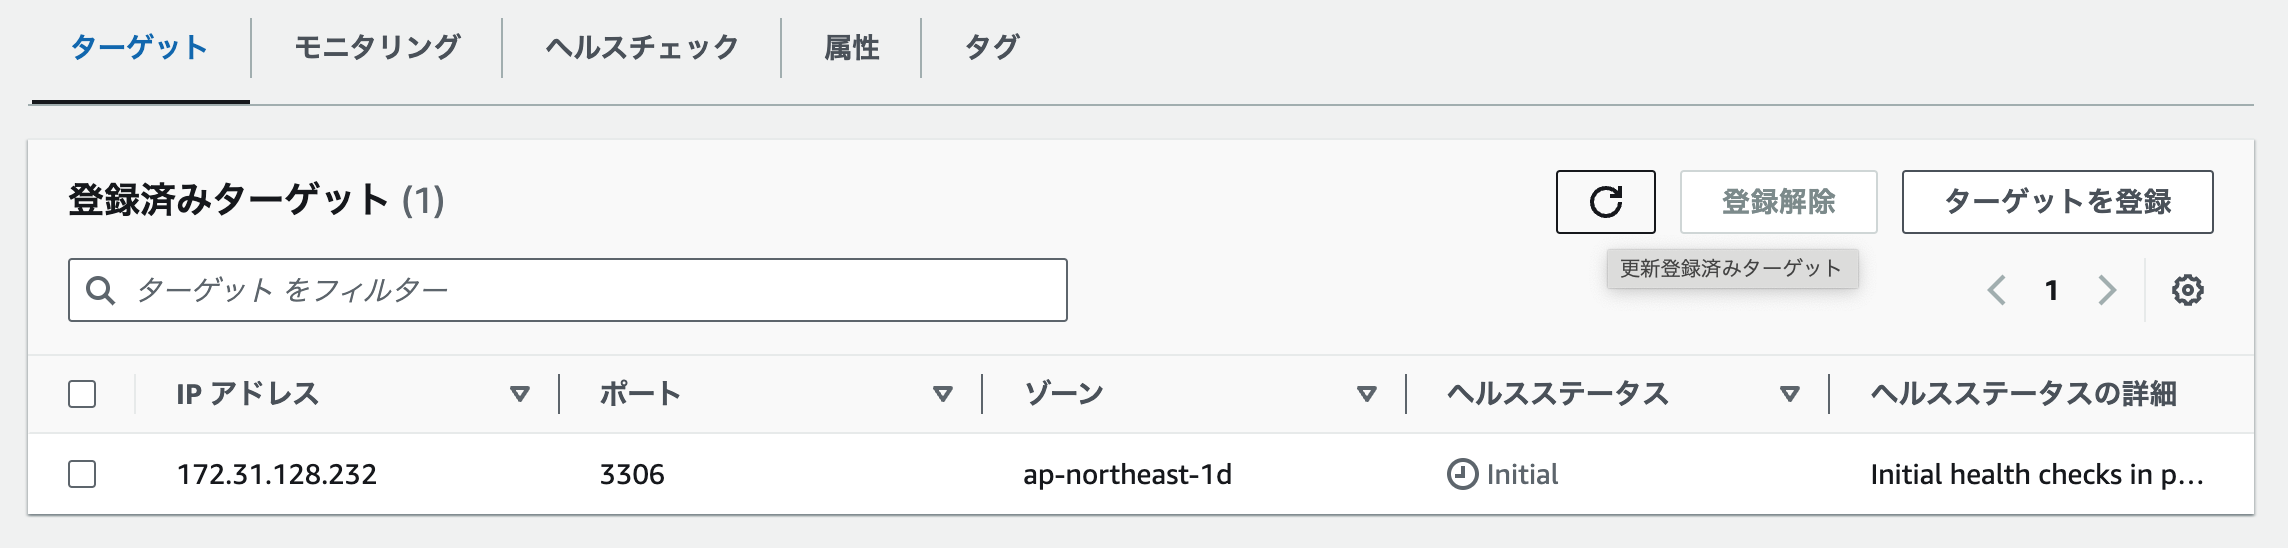 ターゲット モニタリング ヘルスチェック 属性 タグ
登録済みターゲット (1) 登録解除 ターゲットを登録
更新登録済みターゲット
ターゲット をフィルター 1
IP アドレス ポート ゾーン ヘルスステータス ヘルスステータスの詳細
172.31.128.232 3306 ap-northeast-1d Initial Initial health checks in p...